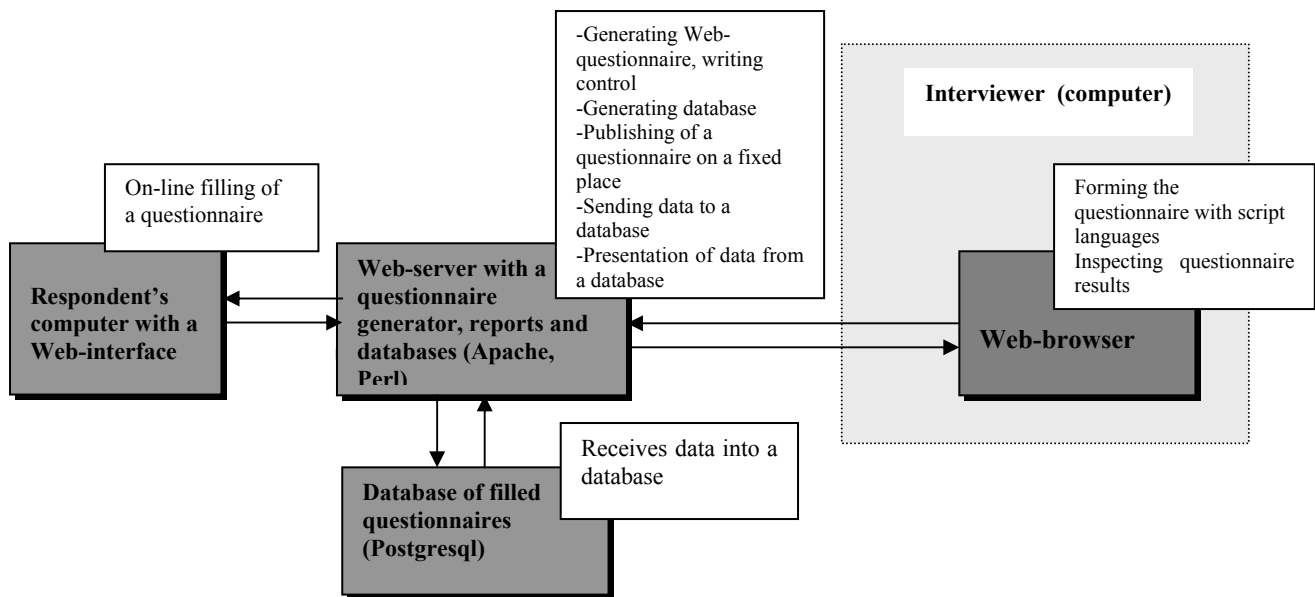 -Generating Web-
questionnaire, writing
control
-Generating database
-Publishing of a
questionnaire on a fixed
place
-Sending data to a
database
-Presentation of data from
a database
Interviewer (computer)
On-line filling of
a questionnaire
Forming the
questionnaire with script
languages
Inspecting questionnaire
results
Respondent's
computer with a
Web-interface
Web-server with a
questionnaire
generator, reports and
databases (Apache,
Perl)
Web-browser
Receives data into a
database
Database of filled
questionnaires
(Postgresql)